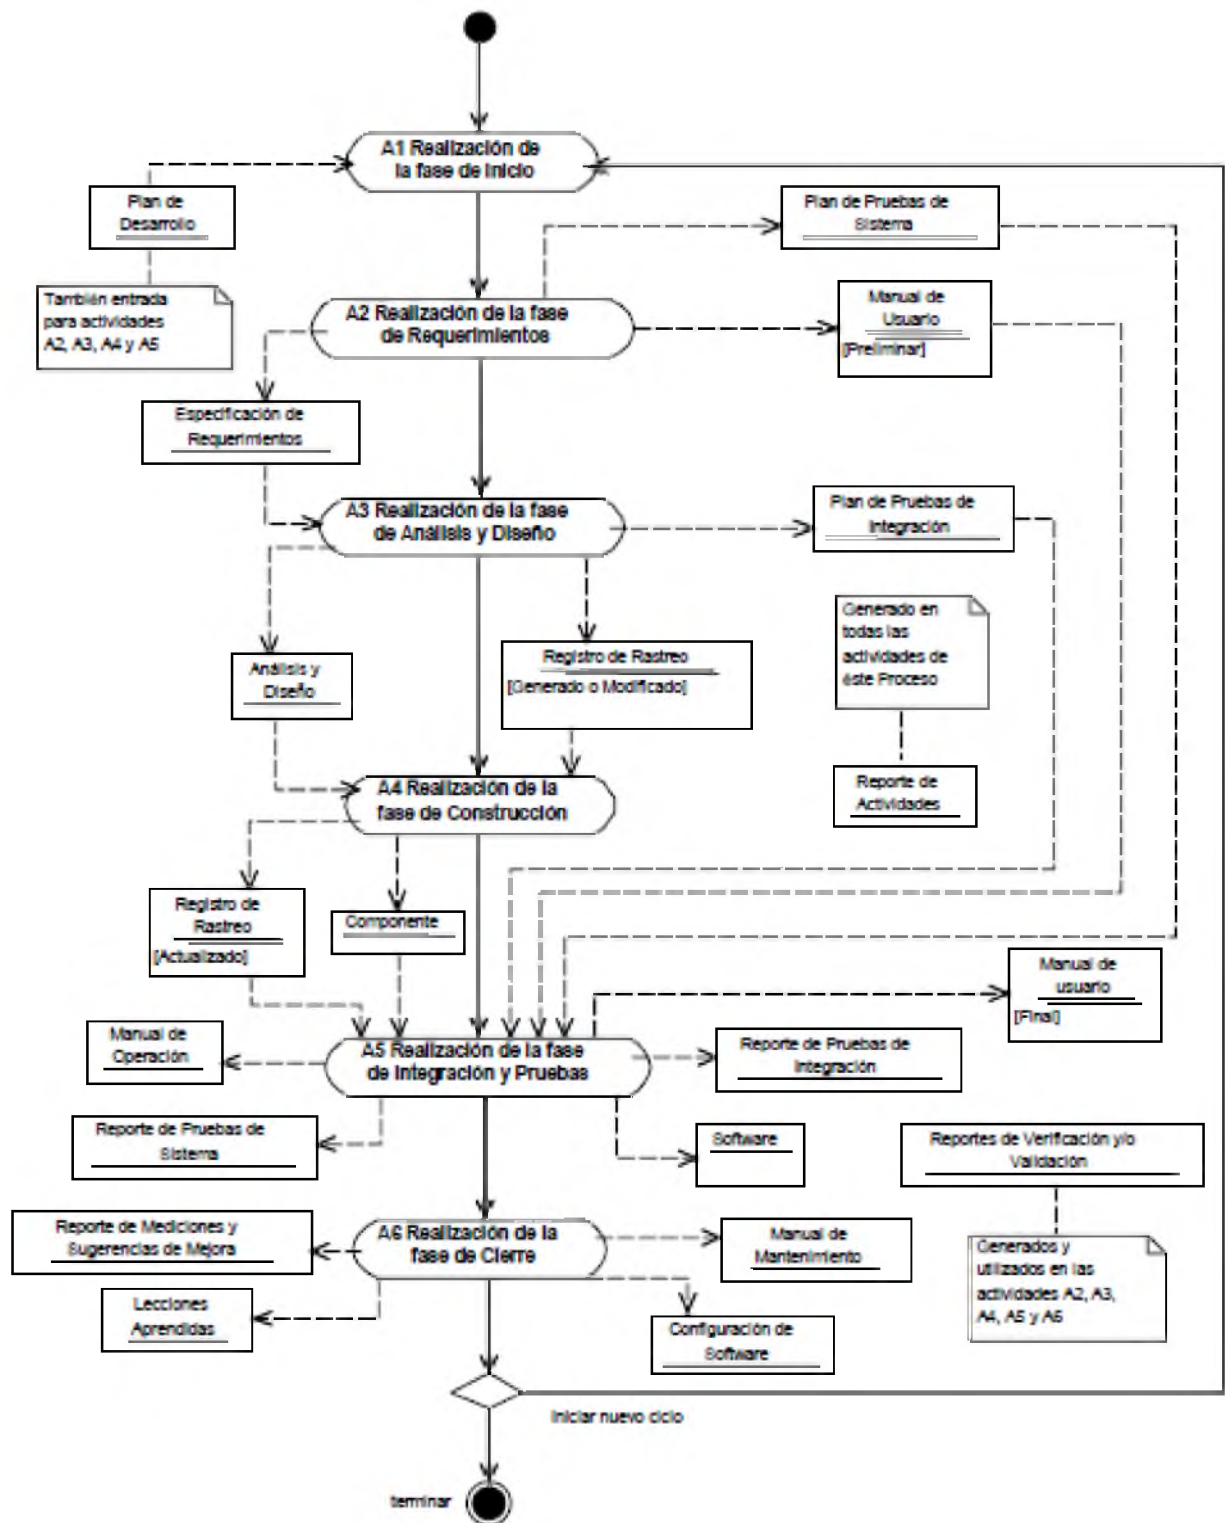 A1 Realización de
la fase de Inicio
Plan de
Desarrollo
Plan de Pruebas de
Sistema
También entrada
para actividades
A2, A3, A4 y A5
A2 Realización de la fase
de Requerimientos
Manual de
Usuario
[Preliminar]
Especificación de
Requerimientos
A3 Realización de la fase
de Análisis y Diseño
Plan de Pruebas de
Integración
Generado en
todas las
actividades de
éste Proceso
Análisis y
Diseño
Registro de Rastreo
[Generado o Modificado]
A4 Realización de la
fase de Construcción
Reporte de
Actividades
Registro de
Rastreo
[Actualizado]
Componente
Manual de
usuario
[Final]
Manual de
Operación
A5 Realización de la fase
de Integración y Pruebas
Reporte de Pruebas de
Integración
Reporte de Pruebas de
Sistema
Software
Reportes de Verificación y/o
Validación
Reporte de Mediciones y
Sugerencias de Mejora
A6 Realización de la
fase de Cierre
Manual de
Mantenimiento
Generados y
utilizados en las
actividades A2, A3,
A4, A5 y A6
Lecciones
Aprendidas
Configuración de
Software
Iniciar nuevo ciclo
terminar